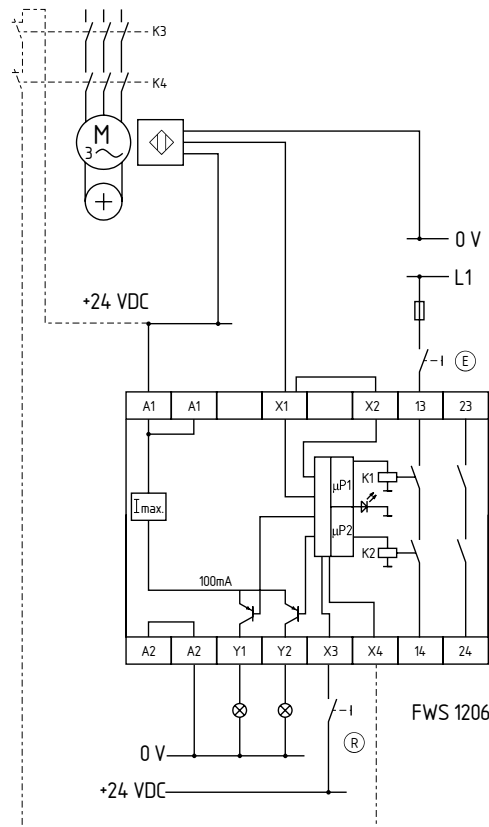 K3
K4
M
3
0 V
L1
+24 VDC
E
A1 A1 X1 X2 13 23
K1
µP1
I max.
µP2
K2
100mA
A2 A2 Y1 Y2 X3 X4 14 24
FWS 1206
R
0 V
+24 VDC